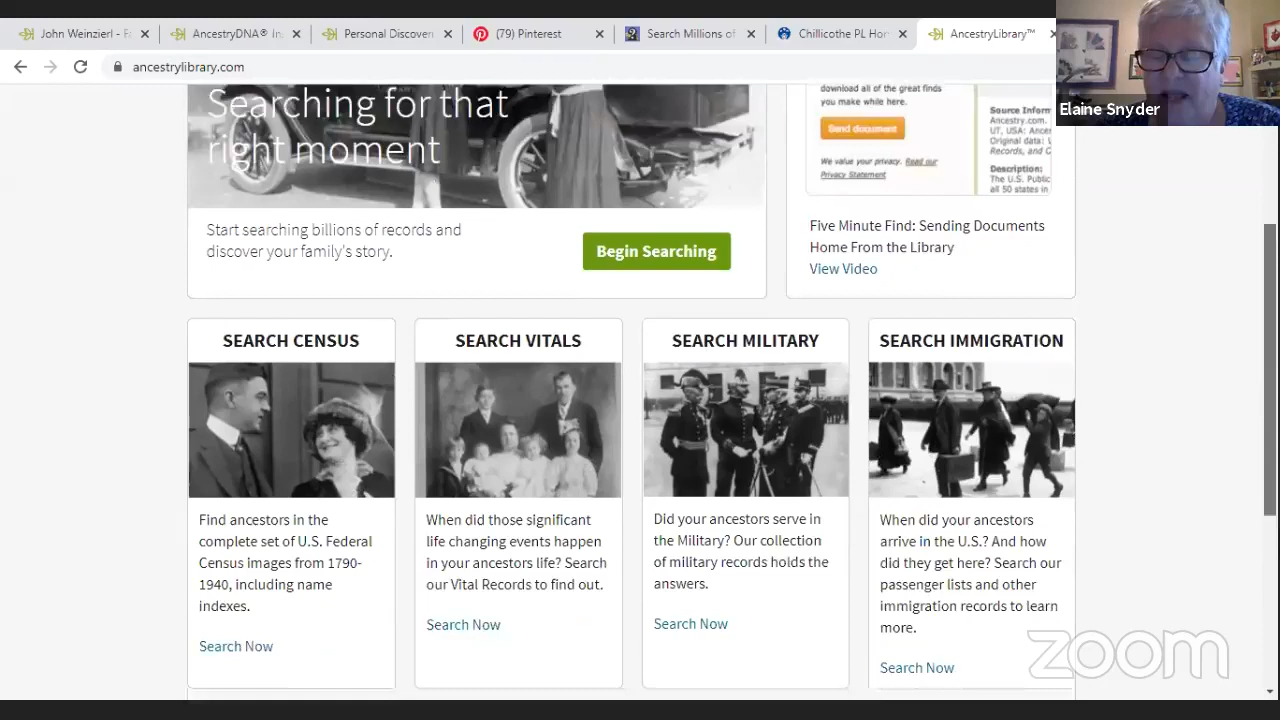 John Weinzierl - F
AncestryDNA® in
Personal Discover
(79) Pinterest
Search Millions of
Chillicothe PL Hom
AncestryLibrary™
ancestrylibrary.com
Elaine Snyder
Searching for that
right moment
Start searching billions of records and
discover your family's story.
Begin Searching
download all of the great finds
you make while here.
Send document
We value your privacy. Read our
Privacy Statement
Source Inform
Ancestry.com.
UT, USA: Ances
Original data: U
Records, and C
Description:
The U.S. Public
all 50 states in
Five Minute Find: Sending Documents
Home From the Library
View Video
SEARCH CENSUS
Find ancestors in the
complete set of U.S. Federal
Census images from 1790-
1940, including name
indexes.
Search Now
SEARCH VITALS
When did those significant
life changing events happen
in your ancestors life? Search
our Vital Records to find out.
Search Now
SEARCH MILITARY
Did your ancestors serve in
the Military? Our collection
of military records holds the
answers.
Search Now
SEARCH IMMIGRATION
When did your ancestors
arrive in the U.S.? And how
did they get here? Search our
passenger lists and other
immigration records to learn
more.
Search Now
zoom